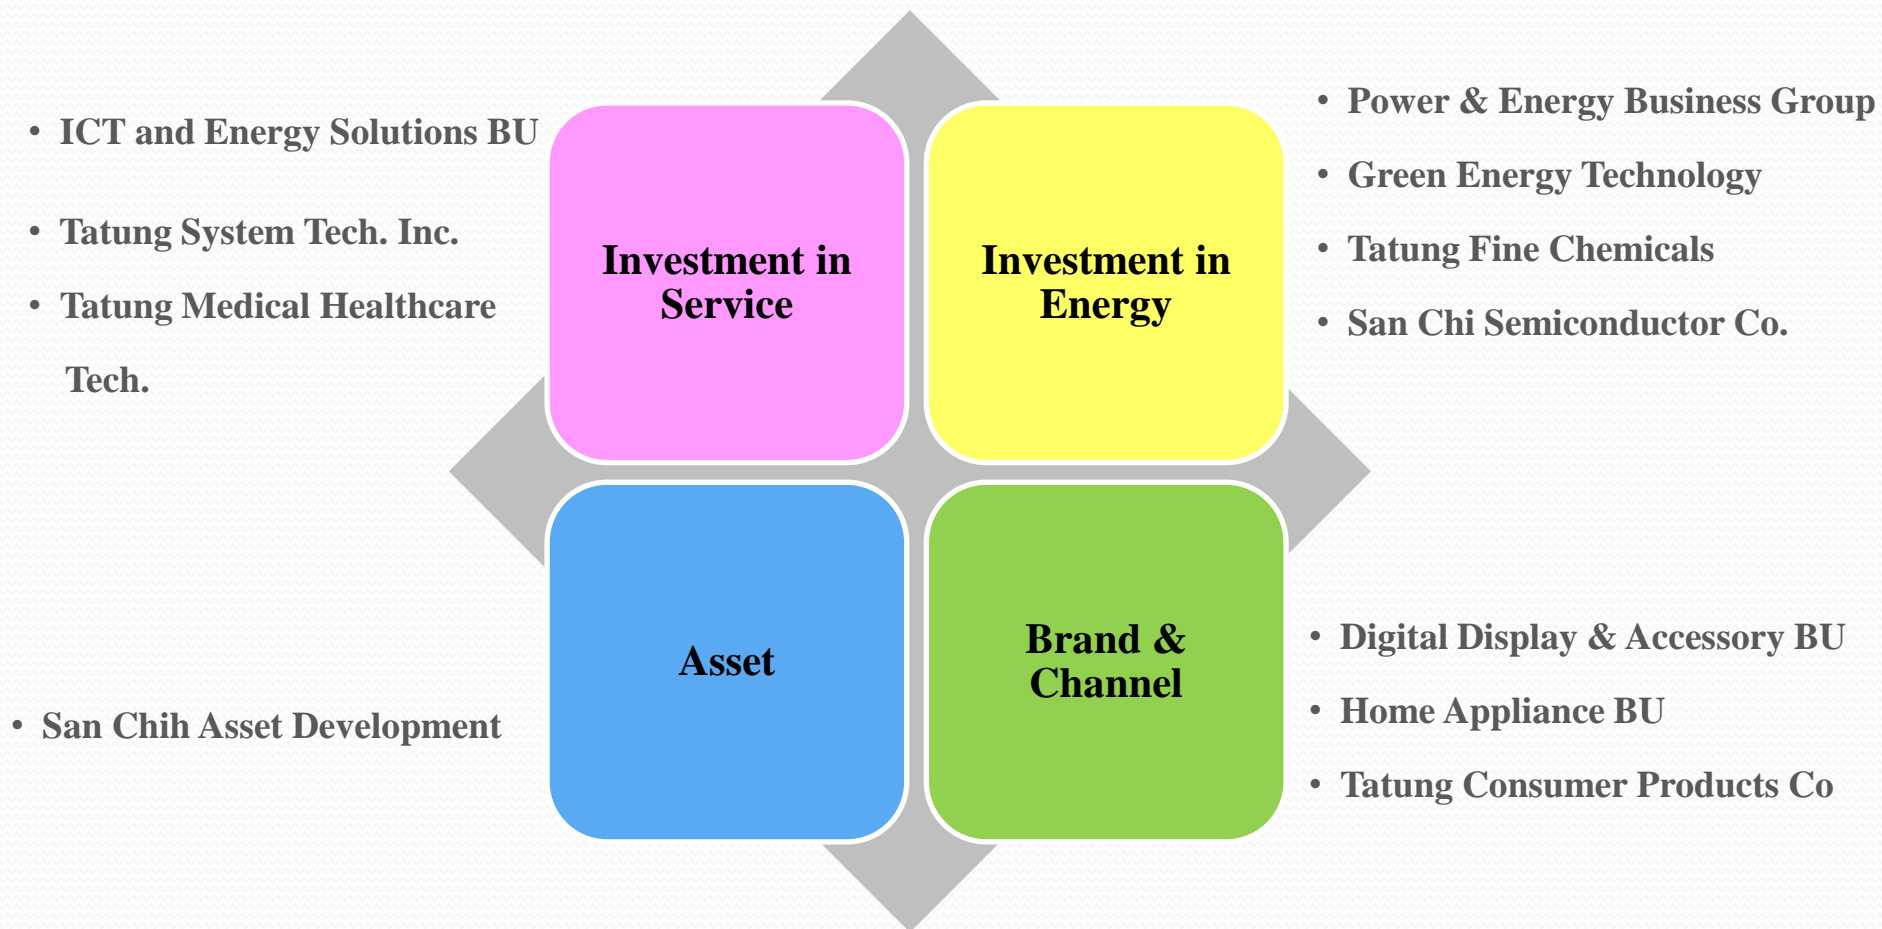 • ICT and Energy Solutions BU
• Tatung System Tech. Inc.
• Tatung Medical Healthcare
Tech.
Investment in
Service
Investment in
Energy
• Power & Energy Business Group
• Green Energy Technology
• Tatung Fine Chemicals
• San Chi Semiconductor Co.
• San Chih Asset Development
Asset
Brand &
Channel
• Digital Display & Accessory BU
• Home Appliance BU
• Tatung Consumer Products Co